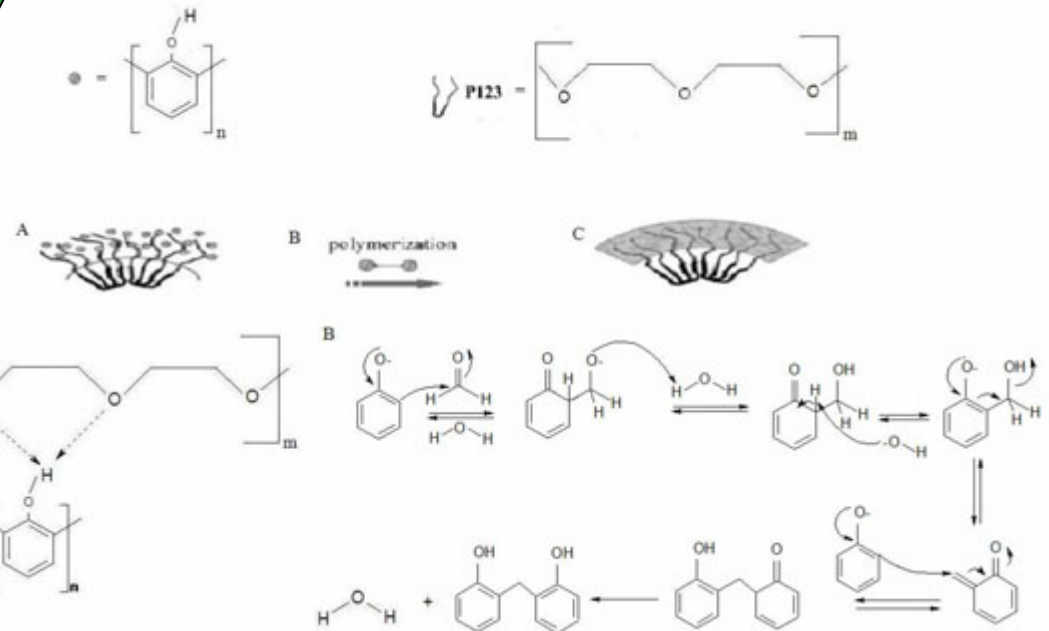 H
O
= n
P123 = O O O m
A
B
polymerization
C
O O m
H
O
n
B
O- O H H O- H H H O H O OH H H H O- OH H H
H O H
-O H
O- O
H O H + OH OH OH O